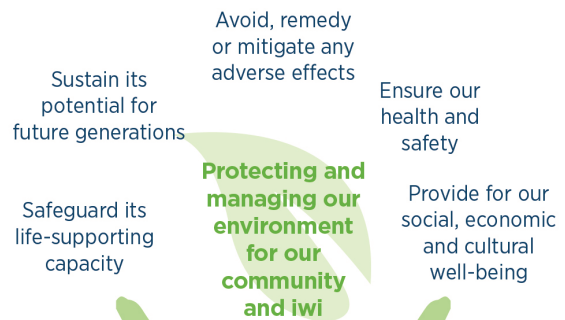 Avoid, remedy
or mitigate any
adverse effects
Sustain its
potential for
future generations
Ensure our
health and
safety
Protecting and
managing our
environment
for our
community
and iwi
Safeguard its
life-supporting
capacity
Provide for our
social, economic
and cultural
well-being